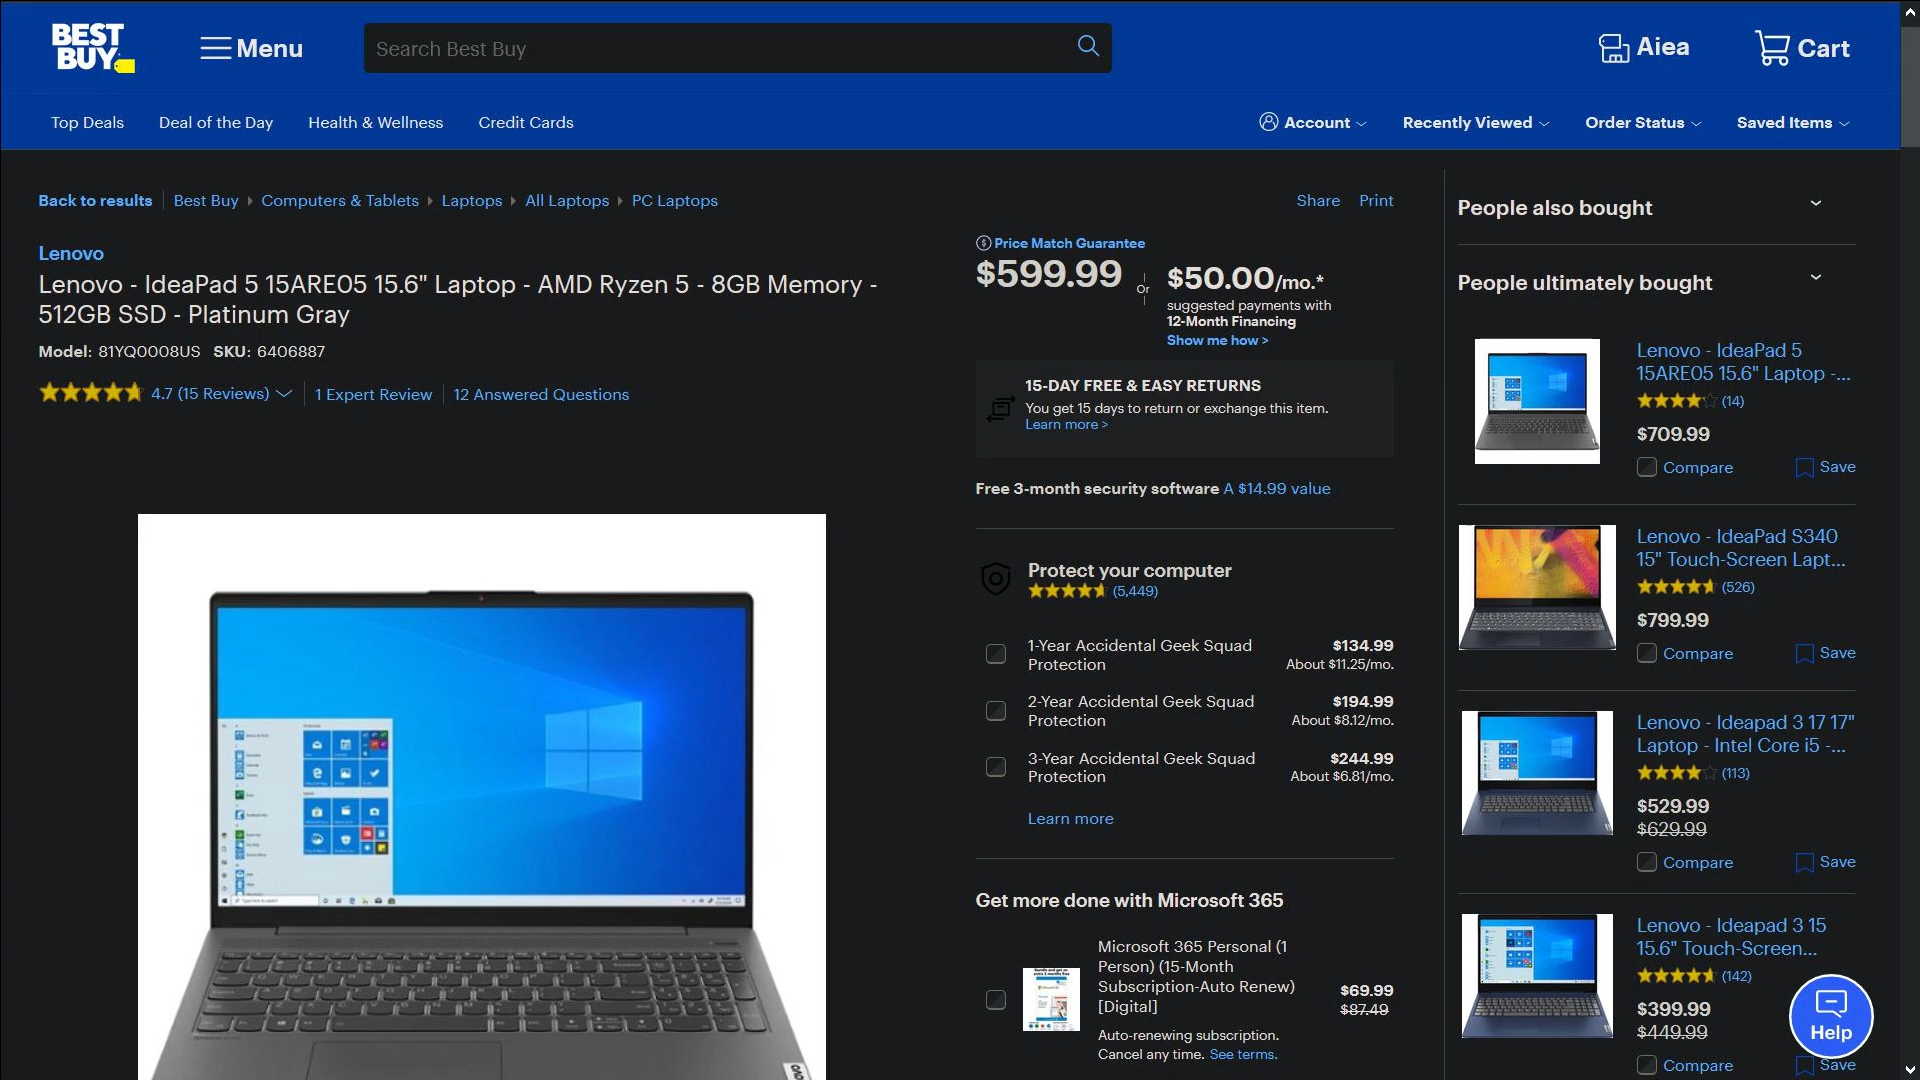 BEST
BUY
Menu
Search Best Buy
Aiea
Cart
Top Deals
Deal of the Day
Health & Wellness
Credit Cards
Account
Recently Viewed
Order Status
Saved Items
Back to results
Best Buy
Computers & Tablets
Laptops
All Laptops
PC Laptops
Share
Print
Lenovo
Lenovo - IdeaPad 5 15ARE05 15.6" Laptop - AMD Ryzen 5 - 8GB Memory -
512GB SSD - Platinum Gray
Model: 81YQ0008US SKU: 6406887
4.7 (15 Reviews)
1 Expert Review
12 Answered Questions
Price Match Guarantee
$599.99
Or
$50.00/mo.*
suggested payments with
12-Month Financing
Show me how >
15-DAY FREE & EASY RETURNS
You get 15 days to return or exchange this item.
Learn more >
Free 3-month security software A $14.99 value
Protect your computer
(5,449)
1-Year Accidental Geek Squad
Protection
$134.99
About $11.25/mo.
2-Year Accidental Geek Squad
Protection
$194.99
About $8.12/mo.
3-Year Accidental Geek Squad
Protection
$244.99
About $6.81/mo.
Learn more
Get more done with Microsoft 365
Microsoft 365 Personal (1
Person) (15-Month
Subscription-Auto Renew)
[Digital]
$69.99
$87.49
Auto-renewing subscription.
Cancel any time. See terms.
People also bought
People ultimately bought
Lenovo - IdeaPad 5
15ARE05 15.6" Laptop -...
(14)
$709.99
Compare
Save
Lenovo - IdeaPad S340
15" Touch-Screen Lapt...
(526)
$799.99
Compare
Save
Lenovo - Ideapad 3 17 17"
Laptop - Intel Core i5 -...
(113)
$529.99
$629.99
Compare
Save
Lenovo - Ideapad 3 15
15.6" Touch-Screen...
(142)
$399.99
$449.99
Compare
Save
Help